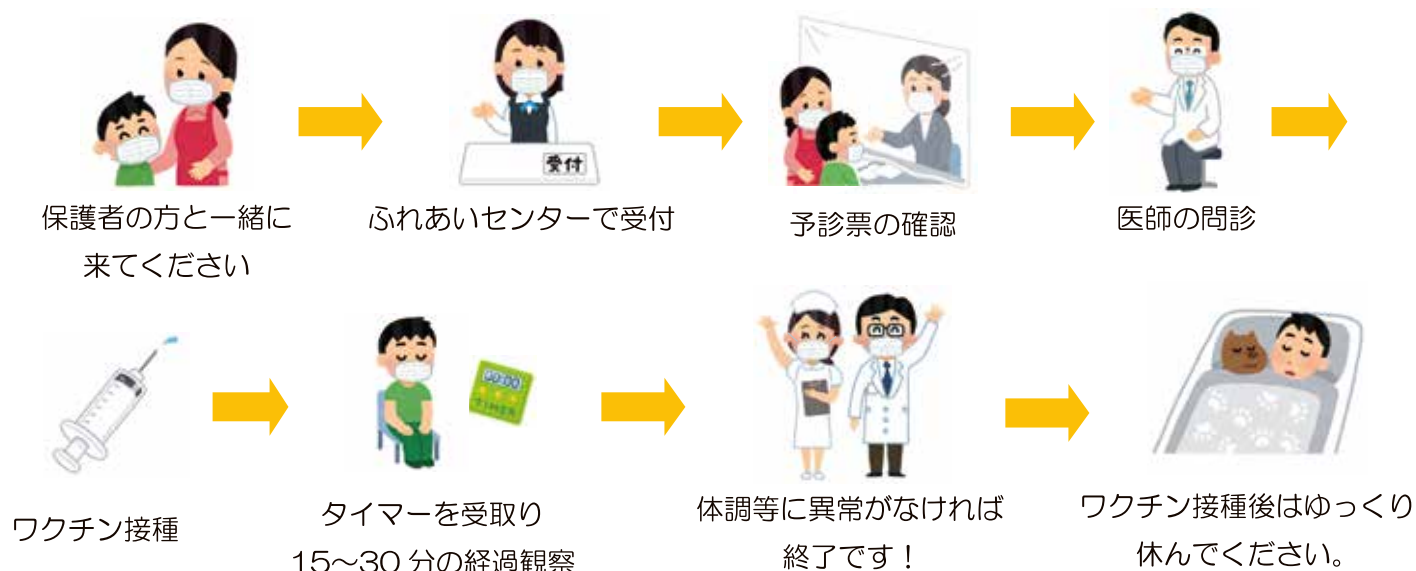 受付
保護者の方と一緒に
来てください
ふれあいセンターで受付
予診票の確認
医師の問診
00:00
TIMER
ワクチン接種
タイマーを受取り
15～30 分の経過観察
体調等に異常がなければ
終了です！
ワクチン接種後はゆっくり
休んでください。